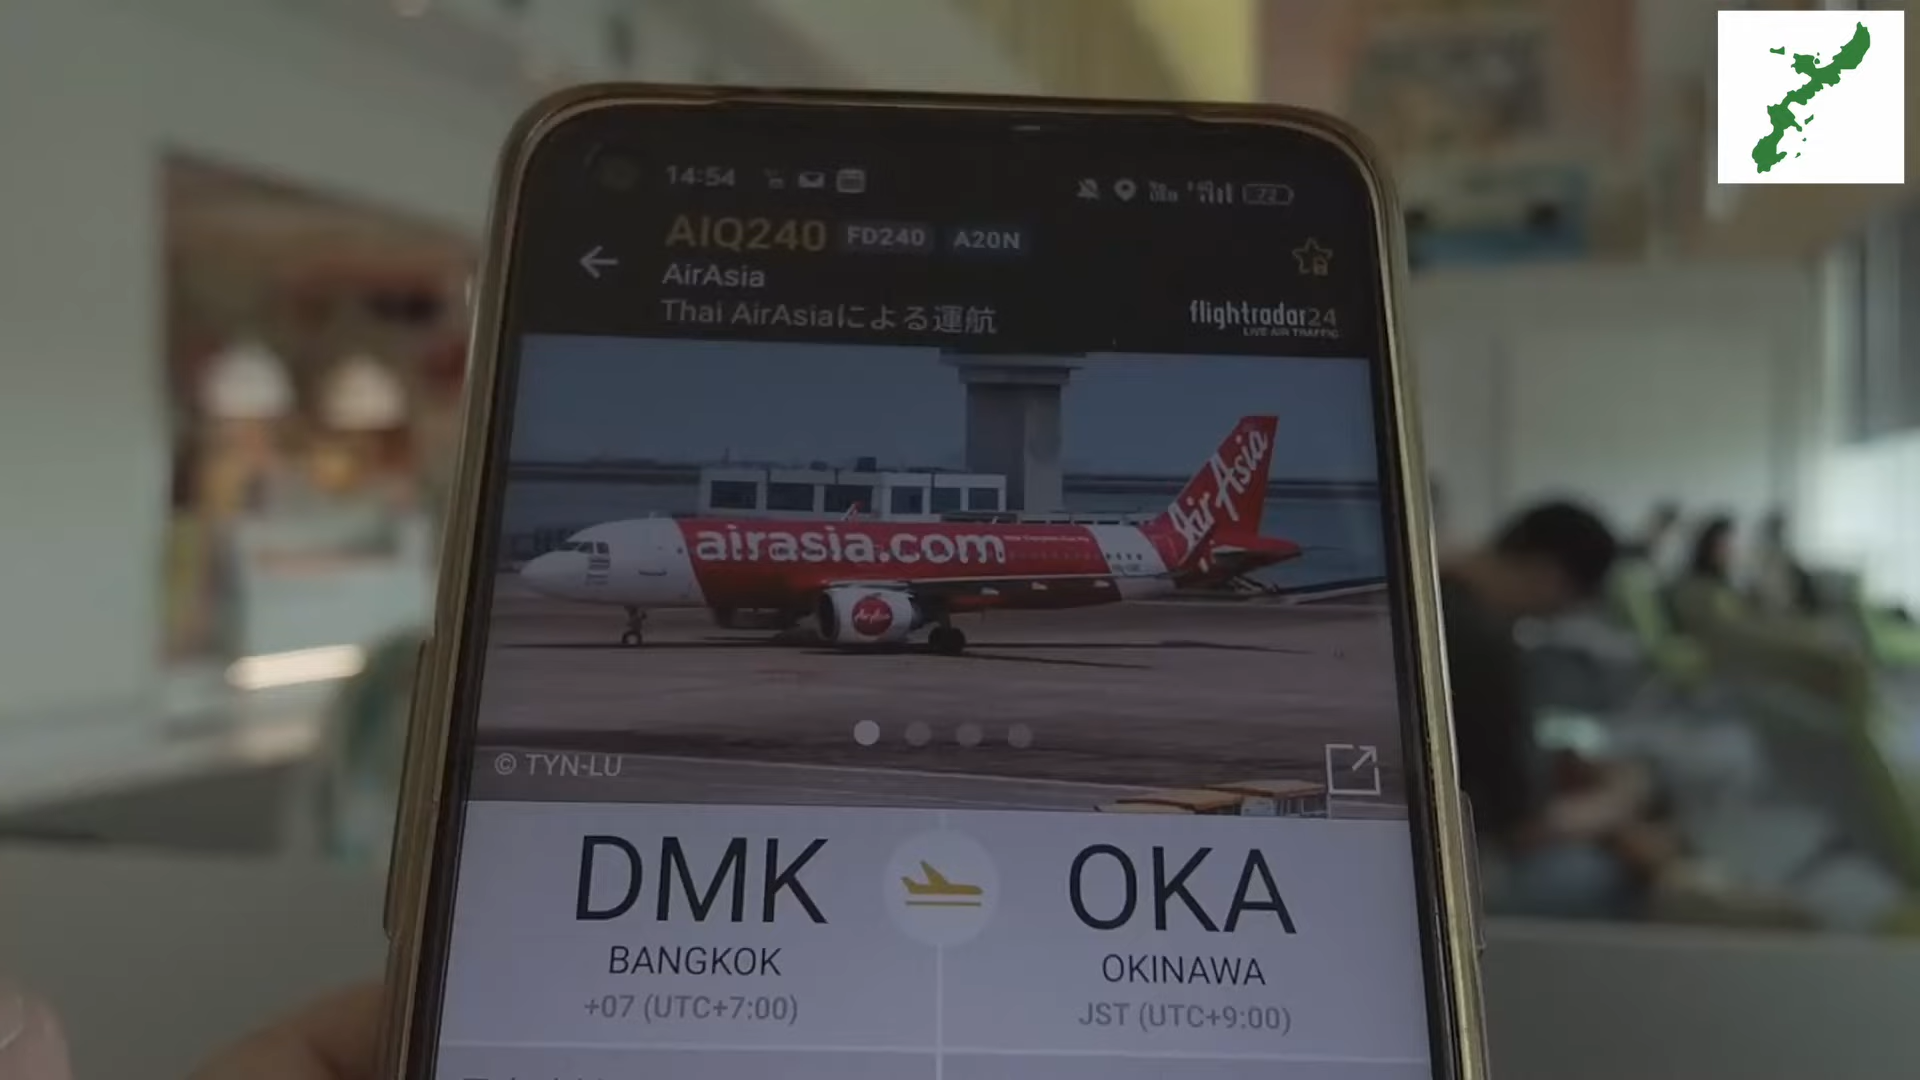 14:54
72
AIQ240 FD240 A20N
AirAsia
Thai AirAsiaによる運航
flightradar24
LIVE AIR TRAFFIC
airasia.com
AirAsia
AirAsia
© TYN-LU
DMK
OKA
BANGKOK
OKINAWA
+07 (UTC+7:00)
JST (UTC+9:00)